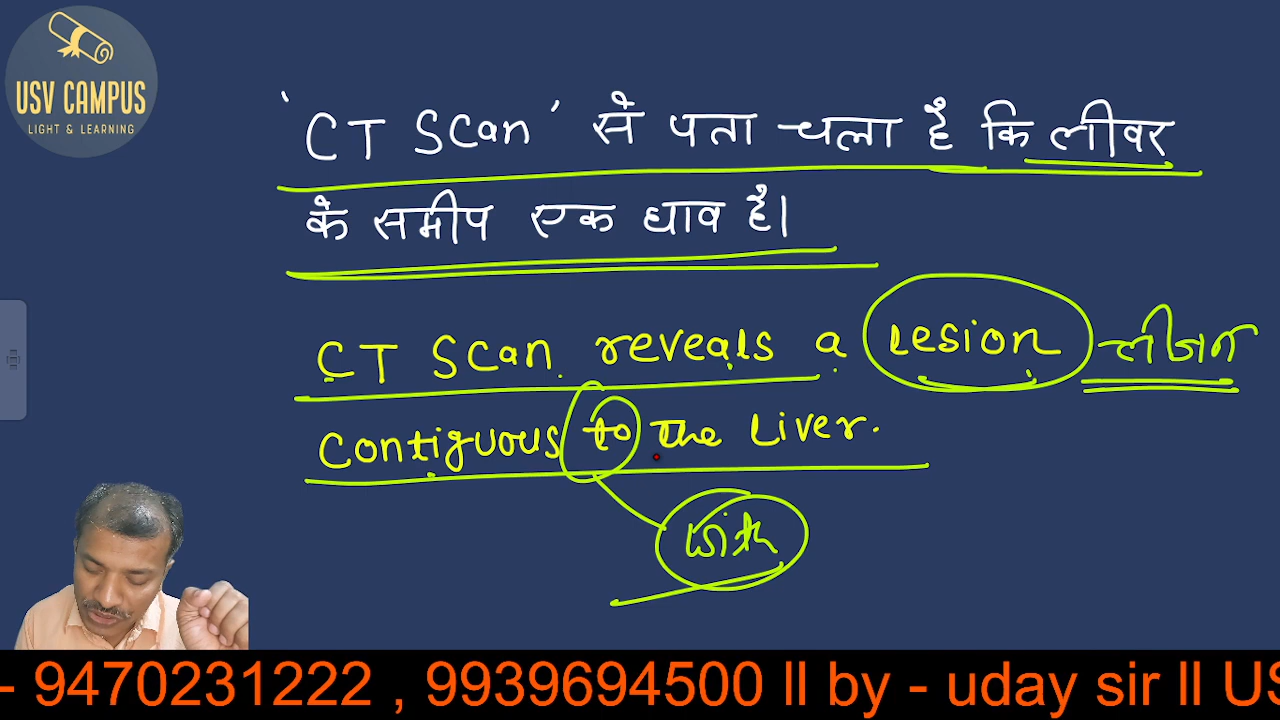 USV CAMPUS
LIGHT & LEARNING
'CT Scan' से पता चला है कि लीवर
के समीप एक घाव है।
CT Scan reveals a Lesion लीजन
Contiguous to the Liver.
with
- 9470231222 , 9939694500 ll by - uday sir ll US